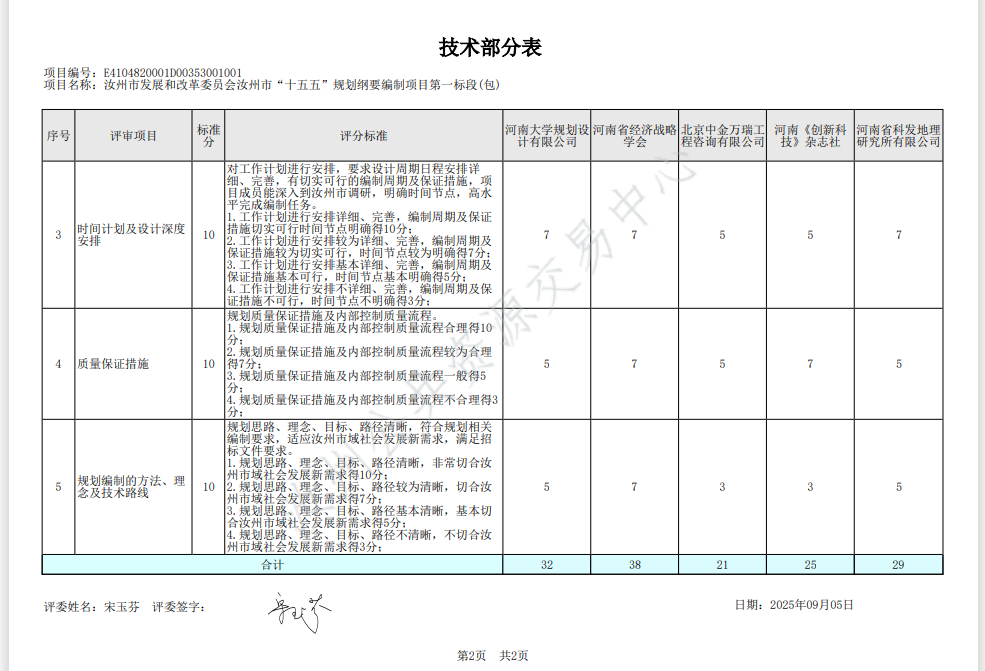 技术部分表
项目编号：E4104820001D00353001001
项目名称：汝州市发展和改革委员会汝州市“十五五”规划纲要编制项目第一标段(包)
序号 评审项目 标准分 评分标准 河南大学规划设计有限公司 河南省经济战略学会 北京中金万瑞工程咨询有限公司 河南《创新科技》杂志社 河南省科发地理研究所有限公司
3 时间计划及设计深度安排 10
对工作计划进行安排，要求设计周期日程安排详
细、完善，有切实可行的编制周期及保证措施，项
目成员能深入到汝州市调研，明确时间节点，高水
平完成编制任务。
1.工作计划进行安排详细、完善，编制周期及保证
措施切实可行时间节点明确得10分；
2.工作计划进行安排较为详细、完善，编制周期及
保证措施较为切实可行，时间节点较为明确得7分；
3.工作计划进行安排基本详细、完善，编制周期及
保证措施基本可行，时间节点基本明确得5分；
4.工作计划进行安排不详细、完善，编制周期及保
证措施不可行，时间节点不明确得3分；
7 7 5 5 7
4 质量保证措施 10
规划质量保证措施及内部控制质量流程。
1.规划质量保证措施及内部控制质量流程合理得10
分；
2.规划质量保证措施及内部控制质量流程较为合理
得7分；
3.规划质量保证措施及内部控制质量流程一般得5
分；
4.规划质量保证措施及内部控制质量流程不合理得3
分；
5 7 5 7 5
5 规划编制的方法、理念及技术路线 10
规划思路、理念、目标、路径清晰，符合规划相关
编制要求，适应汝州市域社会发展新需求，满足招
标文件要求。
1.规划思路、理念、目标、路径清晰，非常切合汝
州市域社会发展新需求得10分；
2.规划思路、理念、目标、路径较为清晰，切合汝
州市域社会发展新需求得7分；
3.规划思路、理念、目标、路径基本清晰，基本切
合汝州市域社会发展新需求得5分；
4.规划思路、理念、目标、路径不清晰，不切合汝
州市域社会发展新需求得3分；
5 7 3 3 5
合计 32 38 21 25 29
评委姓名：宋玉芬 评委签字：
日期：2025年09月05日
第2页 共2页
汝州公共资源交易中心